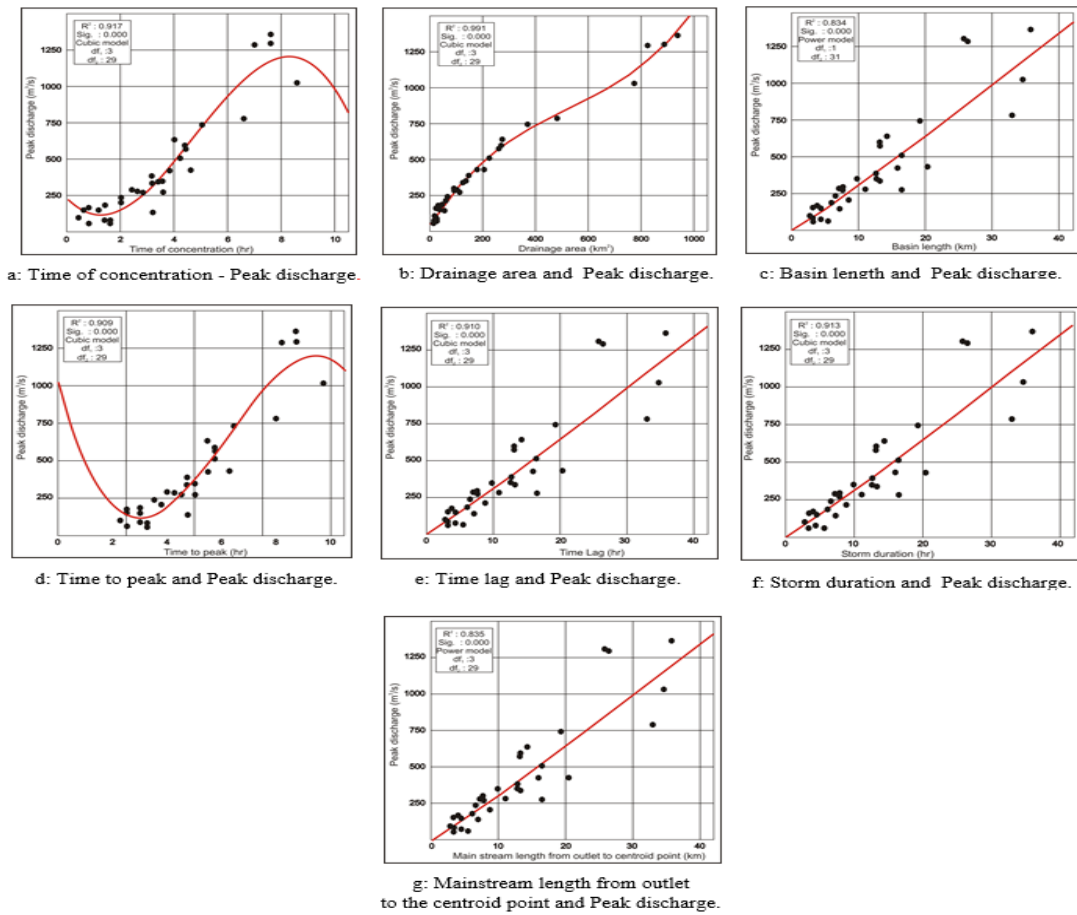 R² : 0.917
Sig. : 0.000
Cubic model
df₁ :3
df₂ : 29
Peak discharge (m³/s)
1250
1000
750
500
250
0 2 4 6 8 10
Time of concentration (hr)
a: Time of concentration - Peak discharge.
R² : 0.991
Sig. : 0.000
Cubic model
df₁ :3
df₂ : 29
Peak discharge (m³/s)
1250
1000
750
500
250
0 200 400 600 800 1000
Drainage area (km²)
b: Drainage area and Peak discharge.
R² : 0.834
Sig. : 0.000
Power model
df₁ :1
df₂ : 31
Peak discharge (m³/s)
1250
1000
750
500
250
0 10 20 30 40
Basin length (km)
c: Basin length and Peak discharge.
R² : 0.909
Sig. : 0.000
Cubic model
df₁ :3
df₂ : 29
Peak discharge (m³/s)
1250
1000
750
500
250
0 2 4 6 8 10
Time to peak (hr)
d: Time to peak and Peak discharge.
R² : 0.910
Sig. : 0.000
Cubic model
df₁ :3
df₂ : 29
Peak discharge (m³/s)
1250
1000
750
500
250
0 10 20 30 40
Time Lag (hr)
e: Time lag and Peak discharge.
R² : 0.913
Sig. : 0.000
Cubic model
df₁ :3
df₂ : 29
Peak discharge (m³/s)
1250
1000
750
500
250
0 10 20 30 40
Storm duration (hr)
f: Storm duration and Peak discharge.
R² : 0.835
Sig. : 0.000
Power model
df₁ :3
df₂ : 29
Peak discharge (m³/s)
1250
1000
750
500
250
0 10 20 30 40
Main stream length from outlet to centroid point (km)
g: Mainstream length from outlet
to the centroid point and Peak discharge.